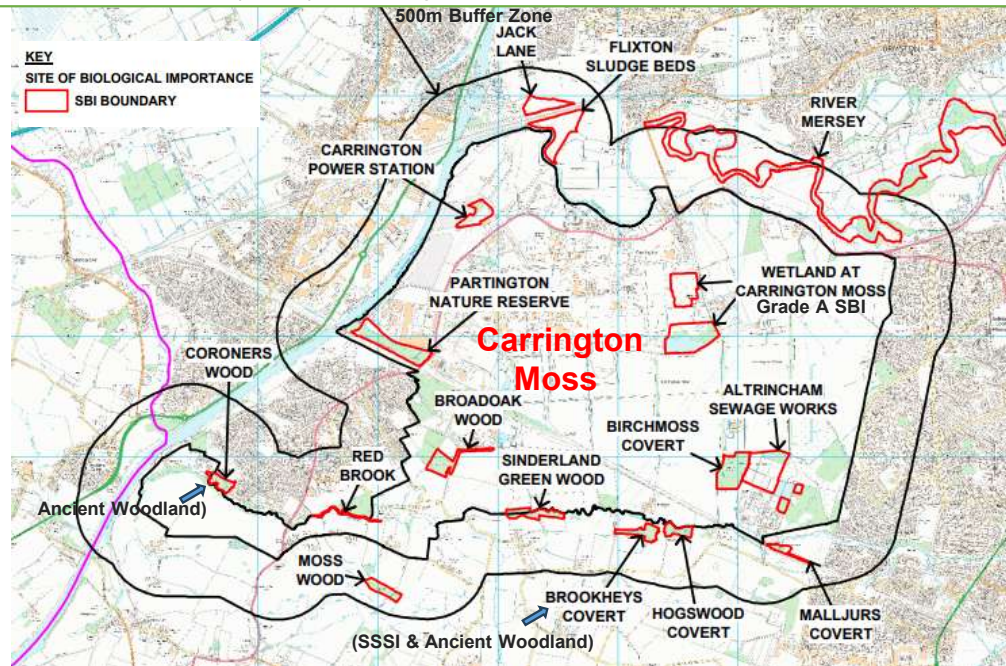 500m Buffer Zone
KEY
SITE OF BIOLOGICAL IMPORTANCE
SBI BOUNDARY
JACK
LANE
FLIXTON
SLUDGE BEDS
RIVER
MERSEY
CARRINGTON
POWER STATION
PARTINGTON
NATURE RESERVE
WETLAND AT
CARRINGTON MOSS
Grade A SBI
Carrington
Moss
CORONERS
WOOD
BROADOAK
WOOD
ALTRINCHAM
SEWAGE WORKS
BIRCHMOSS
COVERT
RED
BROOK
SINDERLAND
GREEN WOOD
Ancient Woodland)
MOSS
WOOD
BROOKHEYS
COVERT
HOGSWOOD
COVERT
MALLJURS
COVERT
(SSSI & Ancient Woodland)